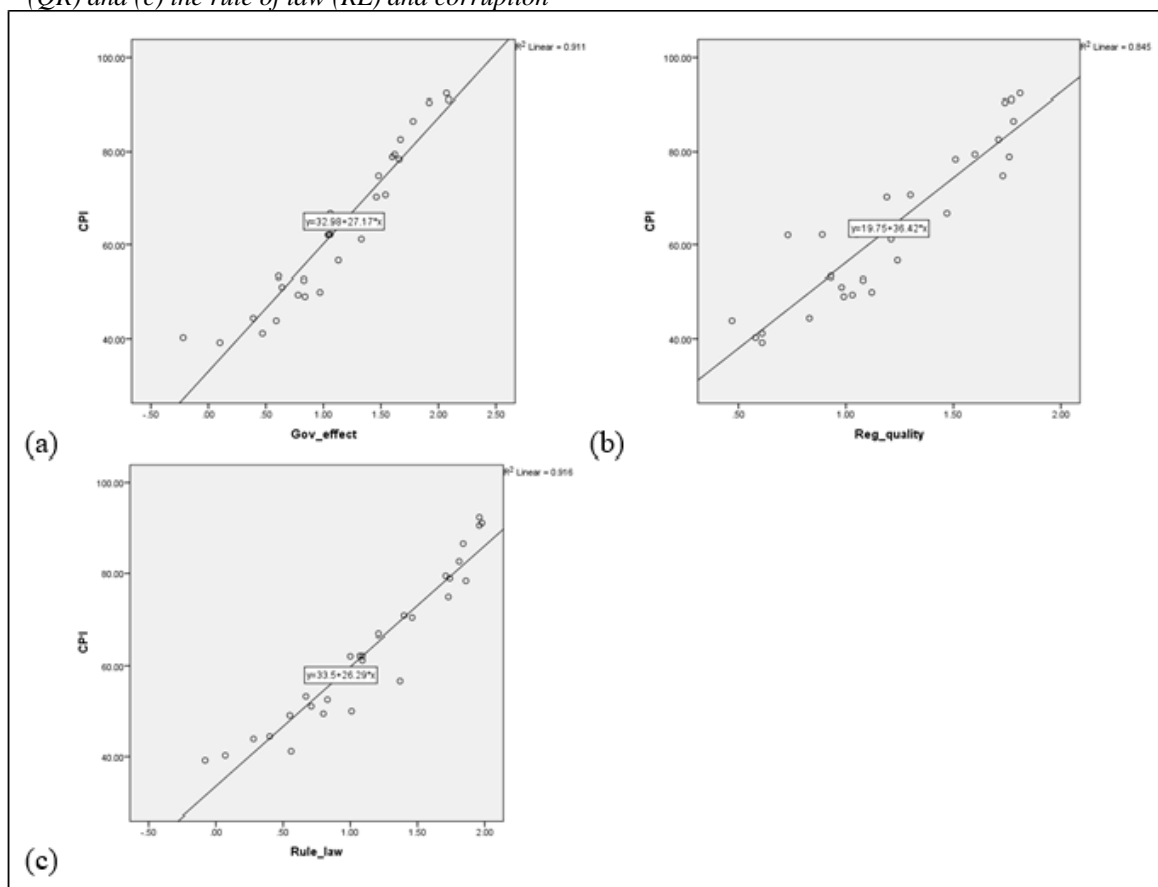 (QR) and (c) the rule of law (RL) and corruption
R² Linear = 0.911
100.00
80.00
60.00
40.00
CPI
y=32.98+27.17*x
-.50 .00 .50 1.00 1.50 2.00 2.50
Gov_effect
(a)
R² Linear = 0.845
100.00
80.00
60.00
40.00
CPI
y=19.75+36.42*x
.50 1.00 1.50 2.00
Reg_quality
(b)
R² Linear = 0.916
100.00
80.00
60.00
40.00
CPI
y=33.5+26.29*x
-.50 .00 .50 1.00 1.50 2.00
Rule_law
(c)